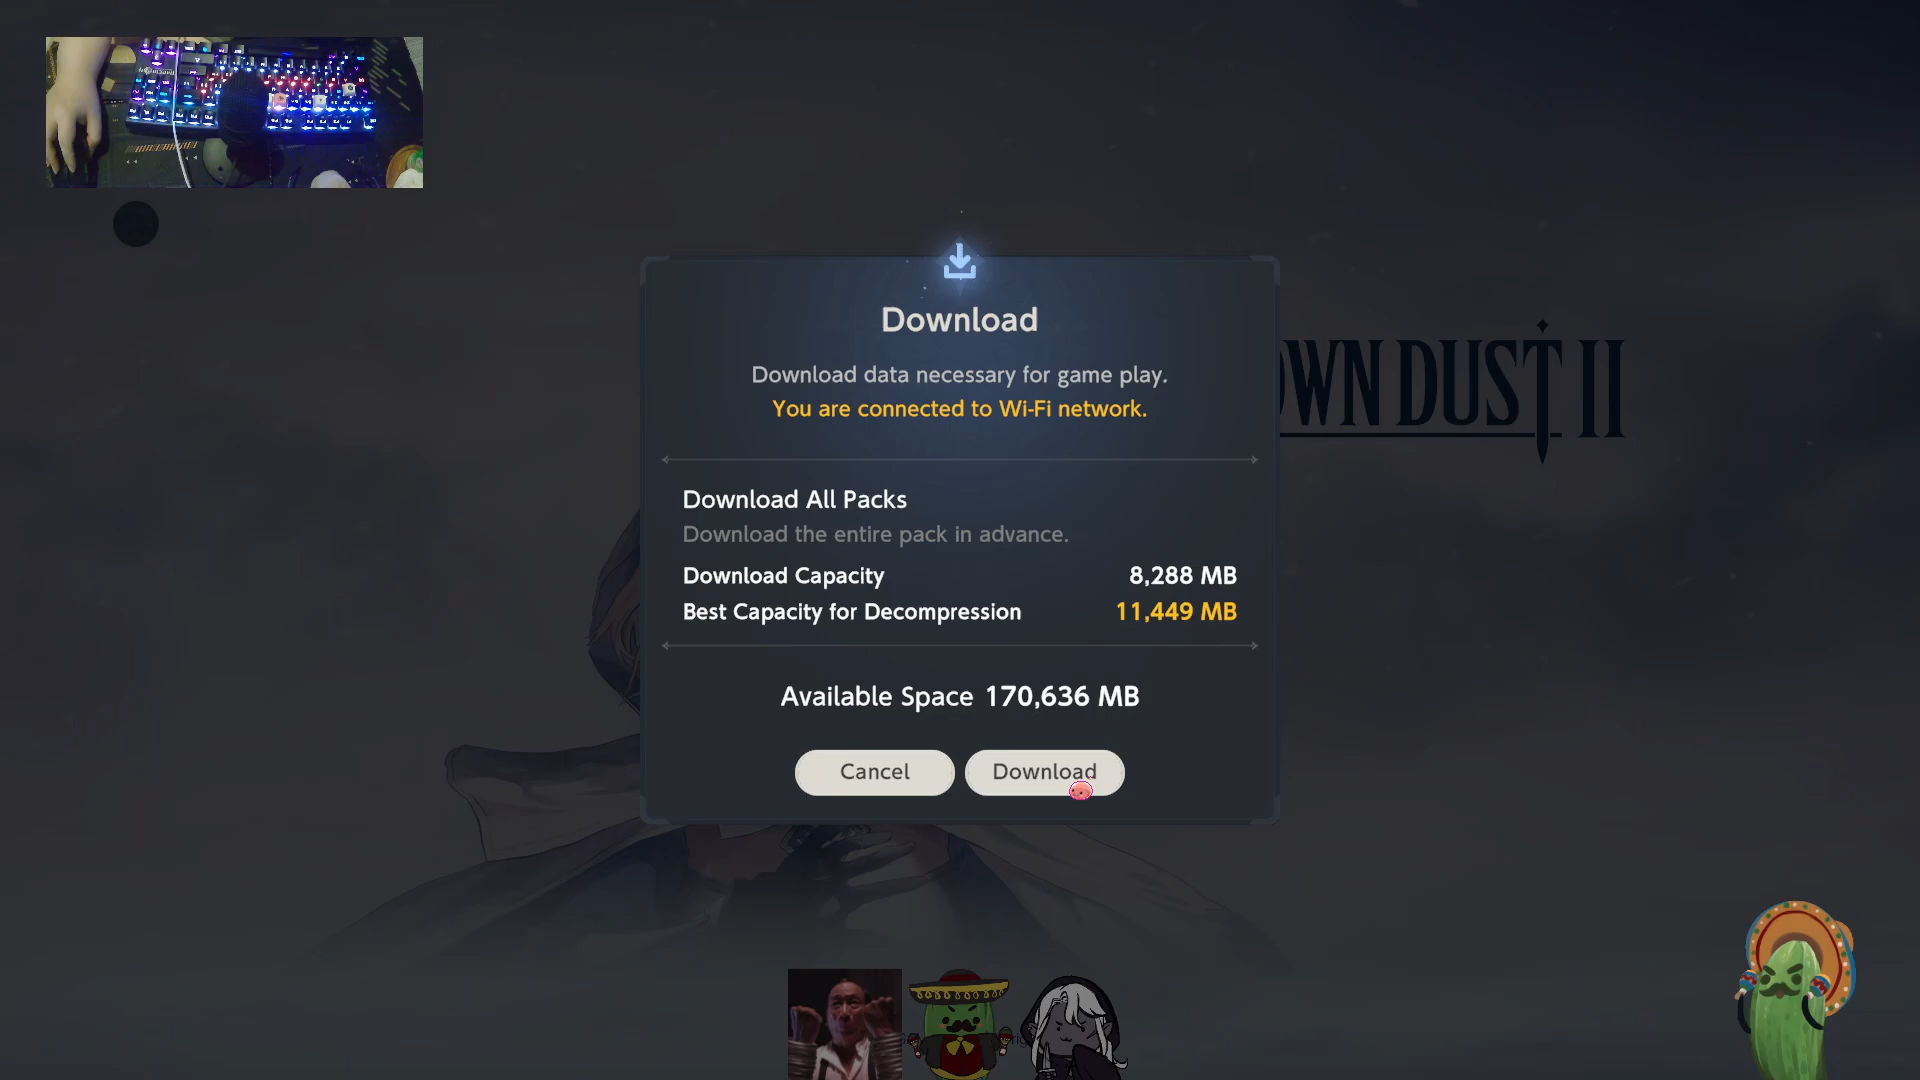 Download
Download data necessary for game play.
You are connected to Wi-Fi network.
OWN DUST II
Download All Packs
Download the entire pack in advance.
Download Capacity 8,288 MB
Best Capacity for Decompression 11,449 MB
Available Space 170,636 MB
Cancel Download